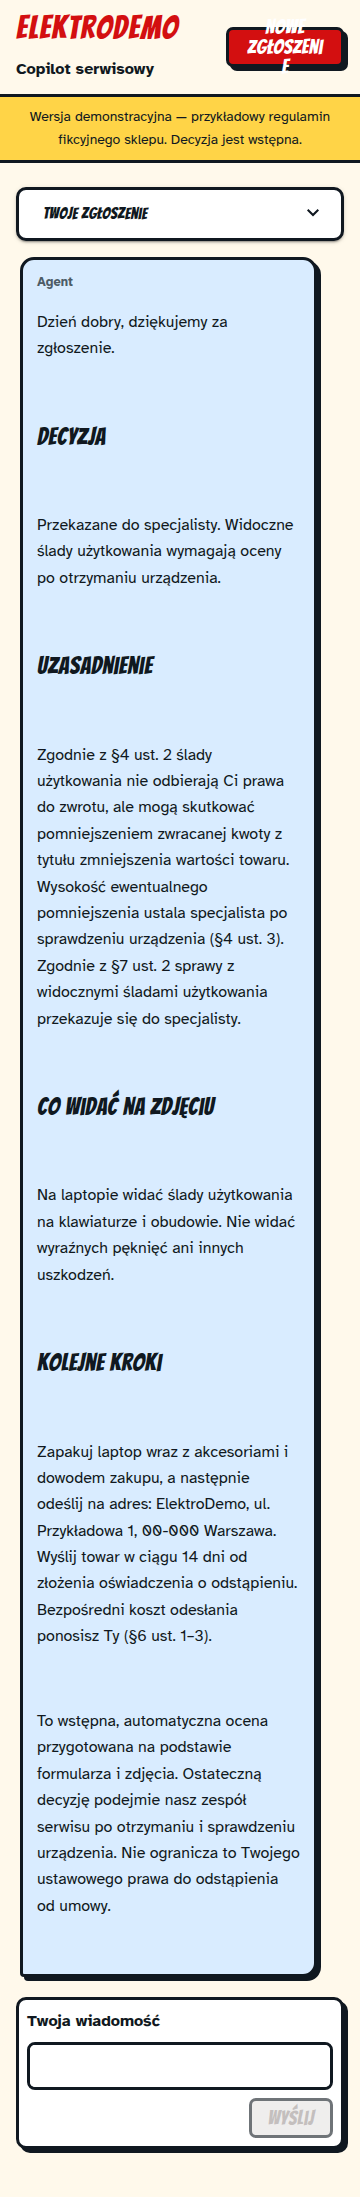 ELEKTRODEMO
Copilot serwisowy
NOWE
ZGŁOSZENI
E
Wersja demonstracyjna — przykładowy regulamin
fikcyjnego sklepu. Decyzja jest wstępna.
TWOJE ZGŁOSZENIE
Agent
Dzień dobry, dziękujemy za
zgłoszenie.
DECYZJA
Przekazane do specjalisty. Widoczne
ślady użytkowania wymagają oceny
po otrzymaniu urządzenia.
UZASADNIENIE
Zgodnie z §4 ust. 2 ślady
użytkowania nie odbierają Ci prawa
do zwrotu, ale mogą skutkować
pomniejszeniem zwracanej kwoty z
tytułu zmniejszenia wartości towaru.
Wysokość ewentualnego
pomniejszenia ustala specjalista po
sprawdzeniu urządzenia (§4 ust. 3).
Zgodnie z §7 ust. 2 sprawy z
widocznymi śladami użytkowania
przekazuje się do specjalisty.
CO WIDAĆ NA ZDJĘCIU
Na laptopie widać ślady użytkowania
na klawiaturze i obudowie. Nie widać
wyraźnych pęknięć ani innych
uszkodzeń.
KOLEJNE KROKI
Zapakuj laptop wraz z akcesoriami i
dowodem zakupu, a następnie
odeślij na adres: ElektroDemo, ul.
Przykładowa 1, 00-000 Warszawa.
Wyślij towar w ciągu 14 dni od
złożenia oświadczenia o odstąpieniu.
Bezpośredni koszt odesłania
ponosisz Ty (§6 ust. 1–3).
To wstępna, automatyczna ocena
przygotowana na podstawie
formularza i zdjęcia. Ostateczną
decyzję podejmie nasz zespół
serwisu po otrzymaniu i sprawdzeniu
urządzenia. Nie ogranicza to Twojego
ustawowego prawa do odstąpienia
od umowy.
Twoja wiadomość
WYŚLIJ